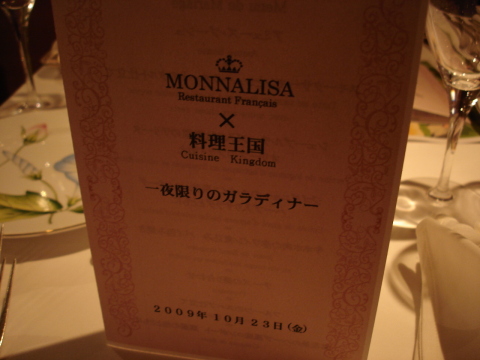 MONNALISA
Restaurant Français
×
料理王国
Cuisine Kingdom
一夜限りのガラディナー
2009年10月23日(金)